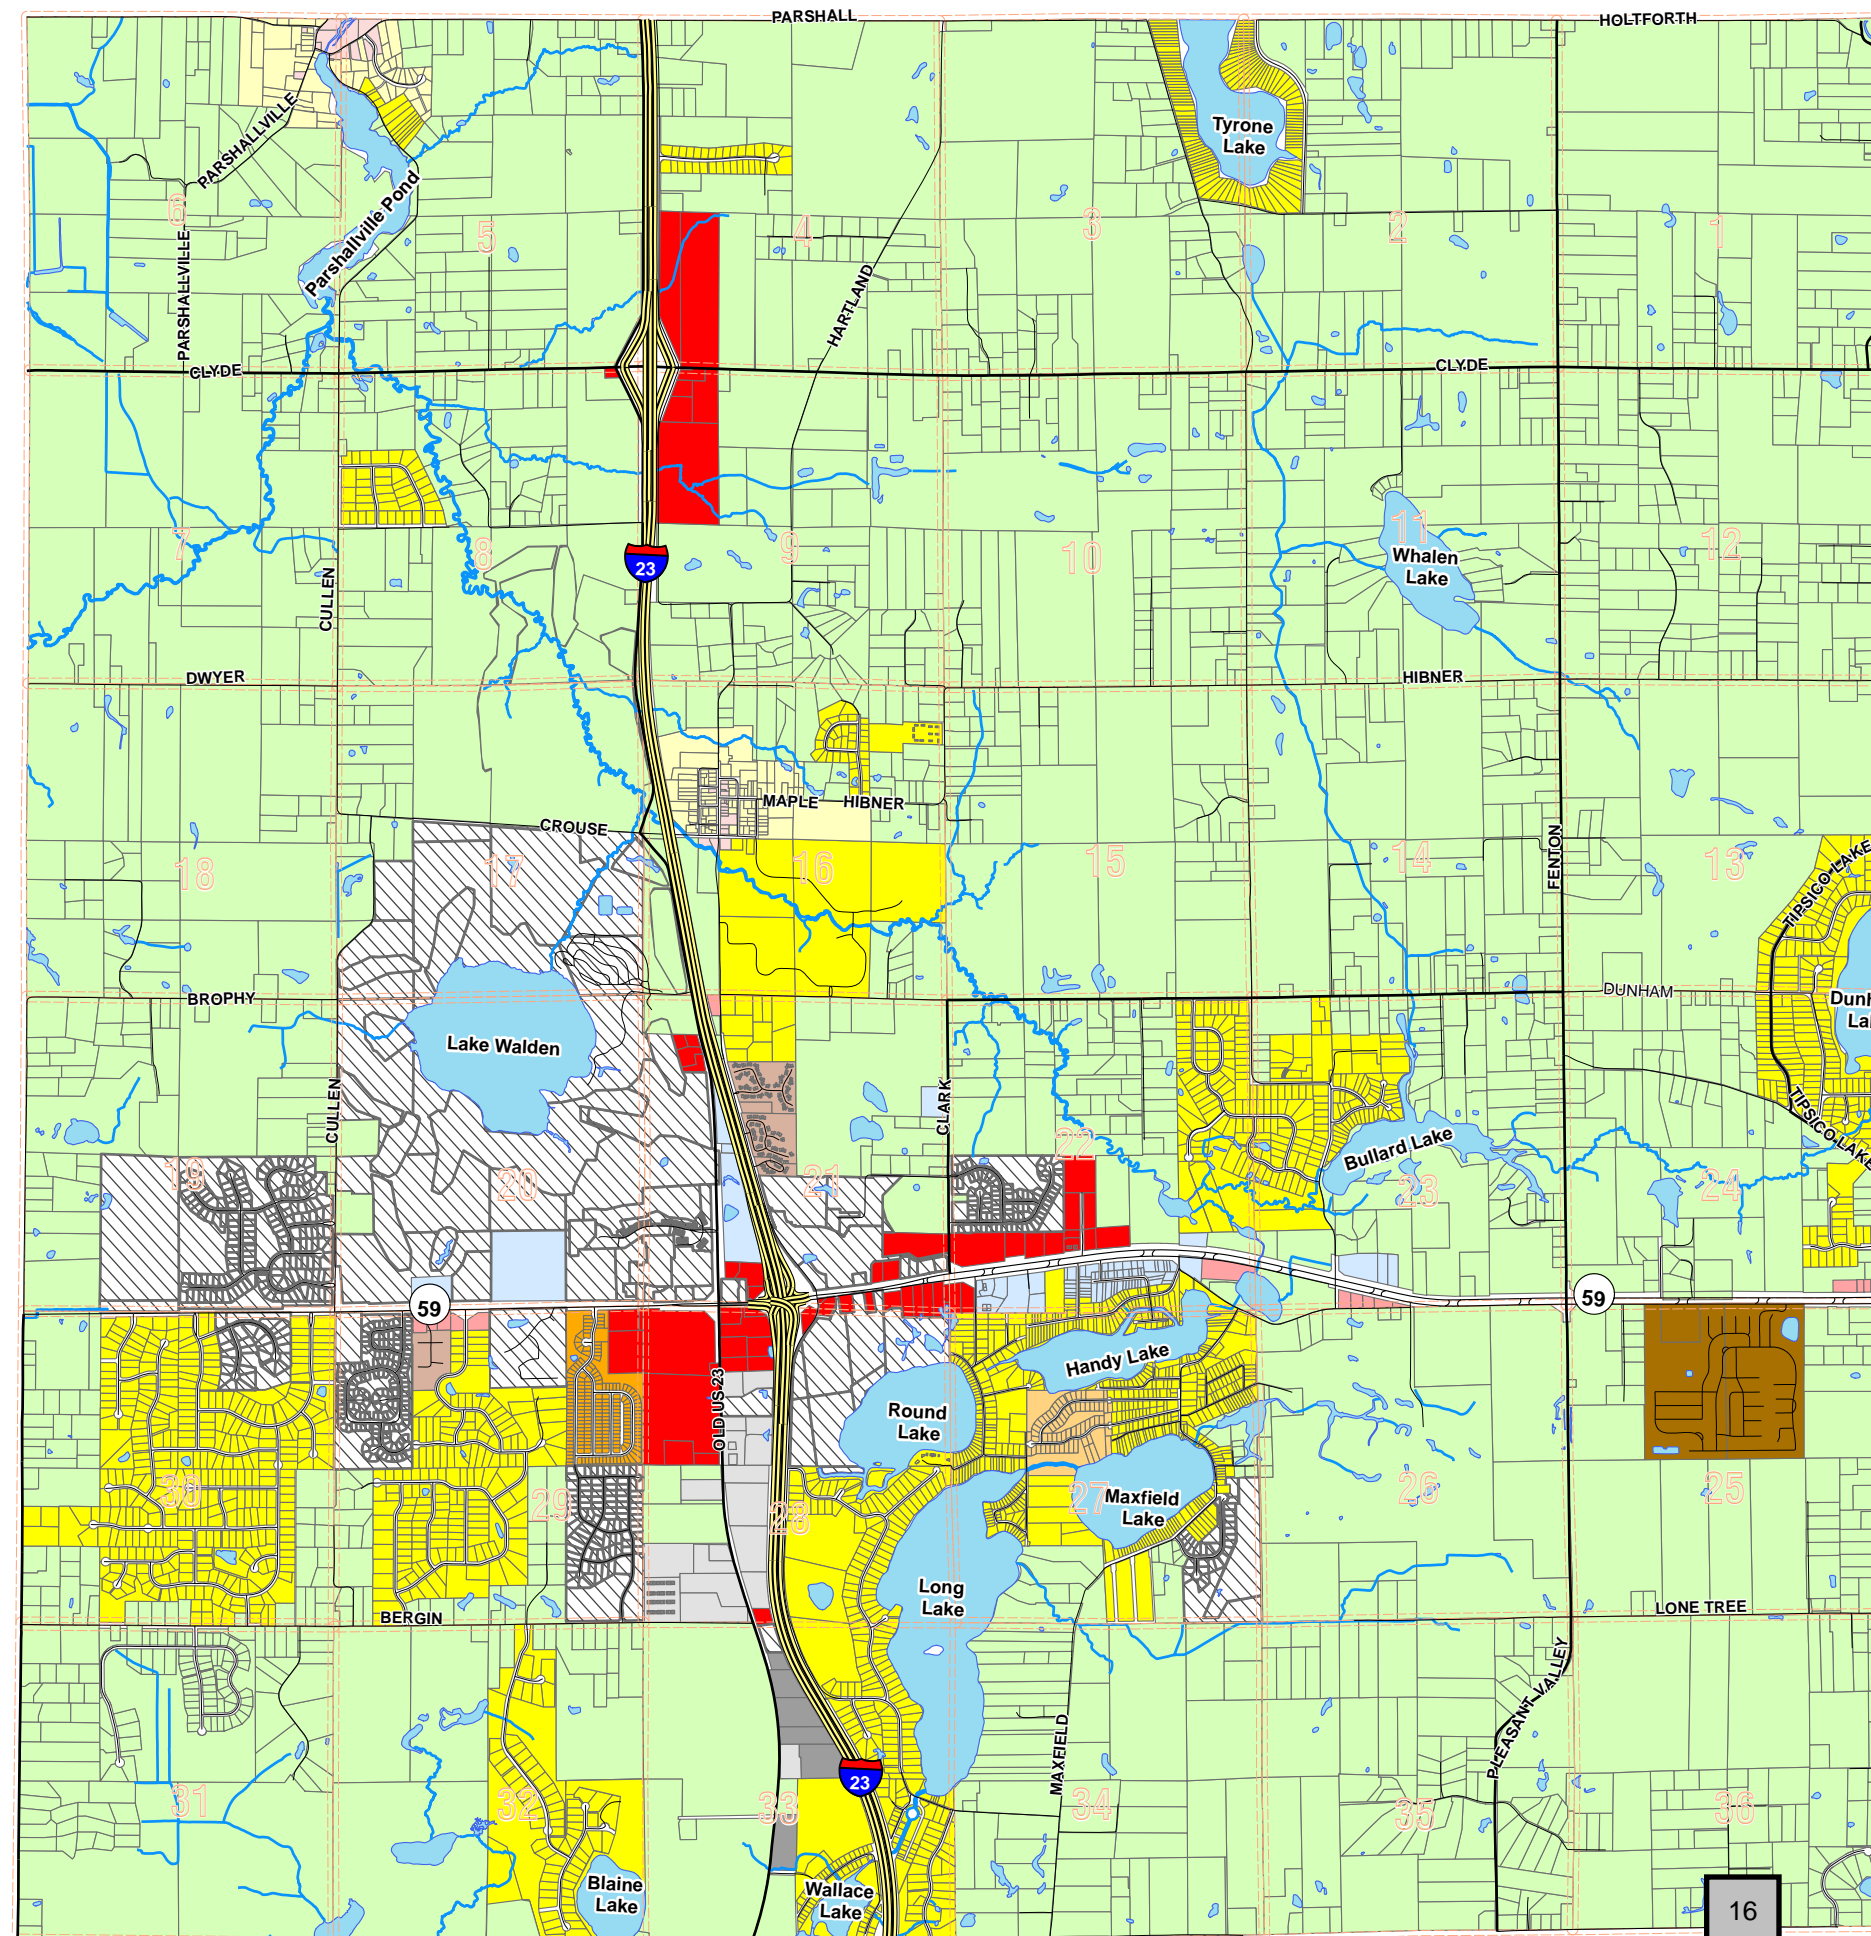 PARSHALL
HOLTFORTH
Tyrone
Lake
PARSHALLVILLE
Parshallville Pond
6
5
4
3
2
1
PARSHALLVILLE
HARTLAND
CLYDE
CLYDE
7
8
23
9
10
11
Whalen
Lake
12
CULLEN
DWYER
HIBNER
MAPLE
HIBNER
CROUSE
FENTON
18
17
16
15
14
13
TIPSICO LAKE
BROPHY
DUNHAM
Lake Walden
CULLEN
CLARK
TIPSICO LAKE
Bullard Lake
19
20
21
22
23
24
59
59
Handy Lake
OLD US 23
Round
Lake
30
29
28
27
26
25
Maxfield
Lake
Long
Lake
BERGIN
LONE TREE
PLEASANT VALLEY
MAXFIELD
23
31
32
33
34
35
36
Blaine
Lake
Wallace
Lake
16